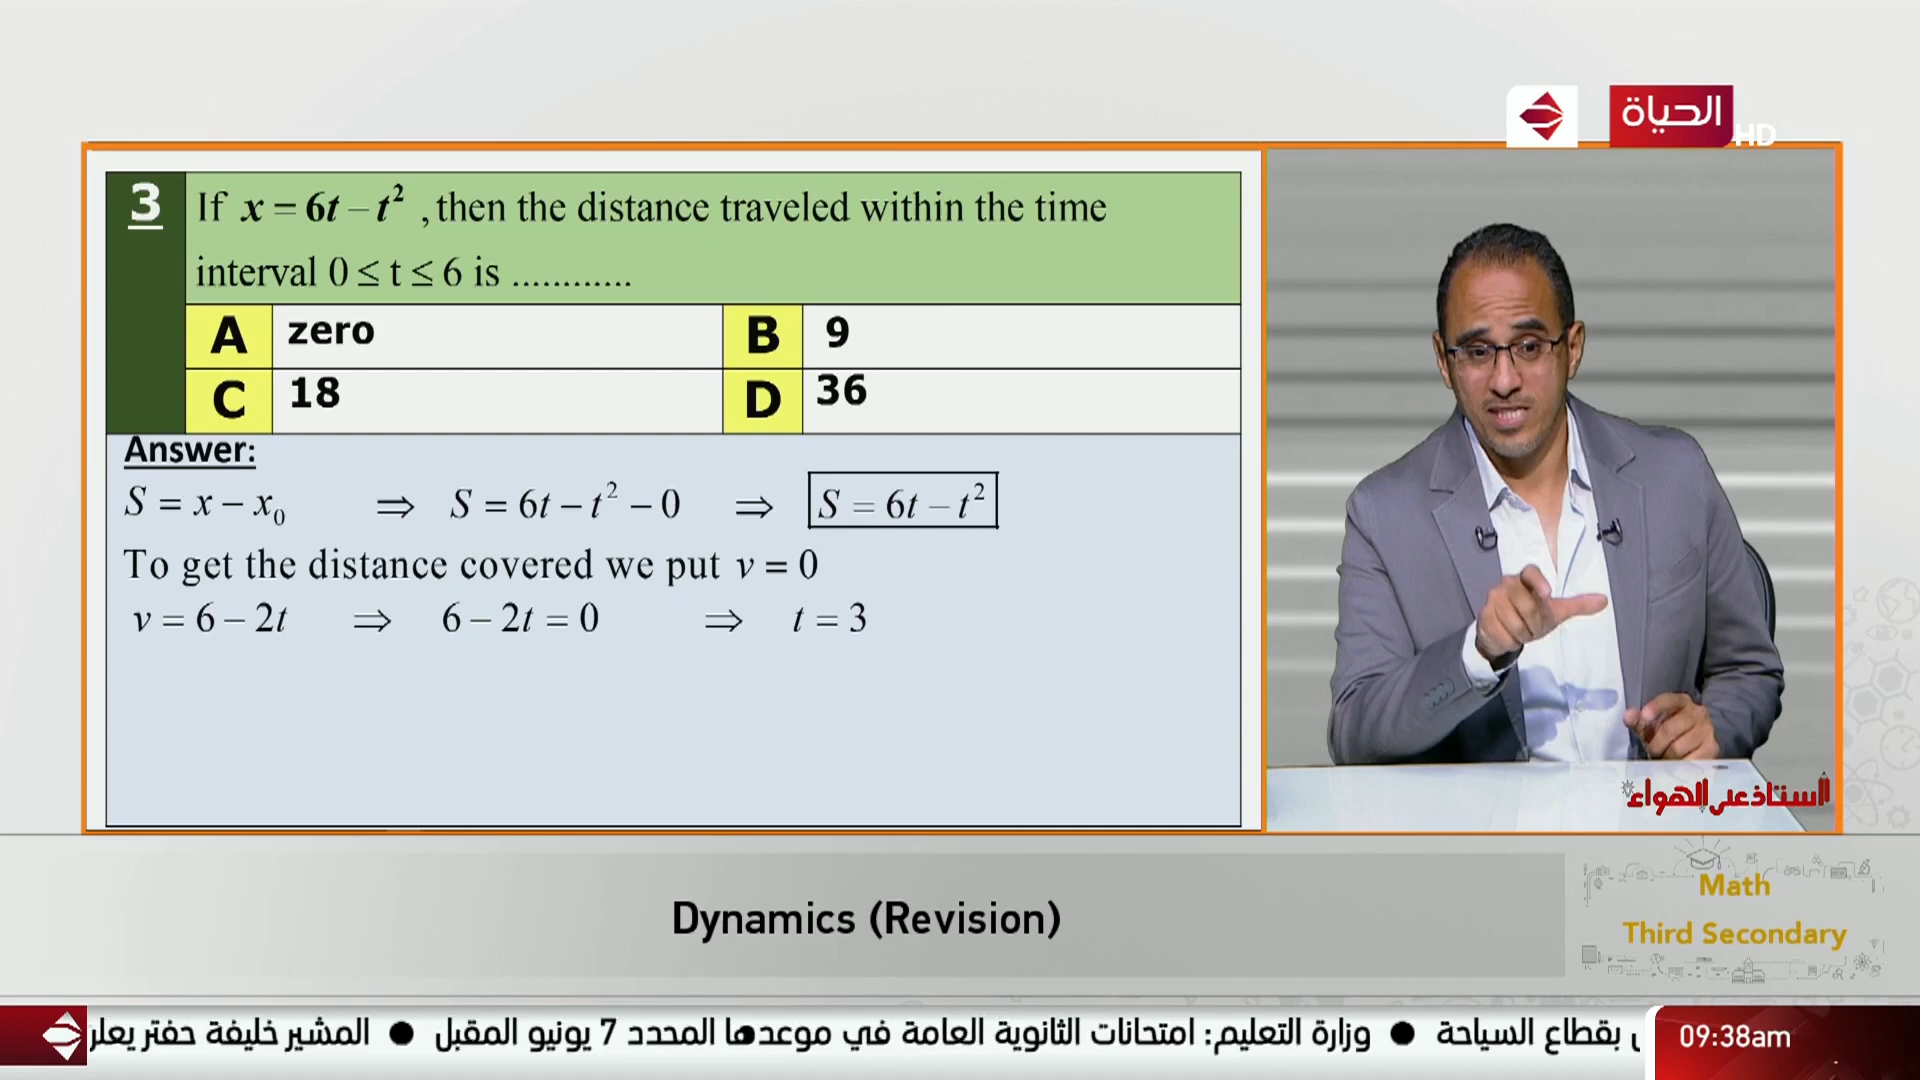 الحياة
HD
3
If x = 6t – t² , then the distance traveled within the time
interval 0 ≤ t ≤ 6 is ............
A zero B 9
C 18 D 36
Answer:
S = x – x₀ ⇒ S = 6t – t² – 0 ⇒ S = 6t – t²
To get the distance covered we put v = 0
v = 6 – 2t ⇒ 6 – 2t = 0 ⇒ t = 3
أستاذ على الهواء
Dynamics (Revision)
Math
Third Secondary
بقطاع السياحة ● وزارة التعليم: امتحانات الثانوية العامة في موعدها المحدد 7 يونيو المقبل ● المشير خليفة حفتر
09:38am